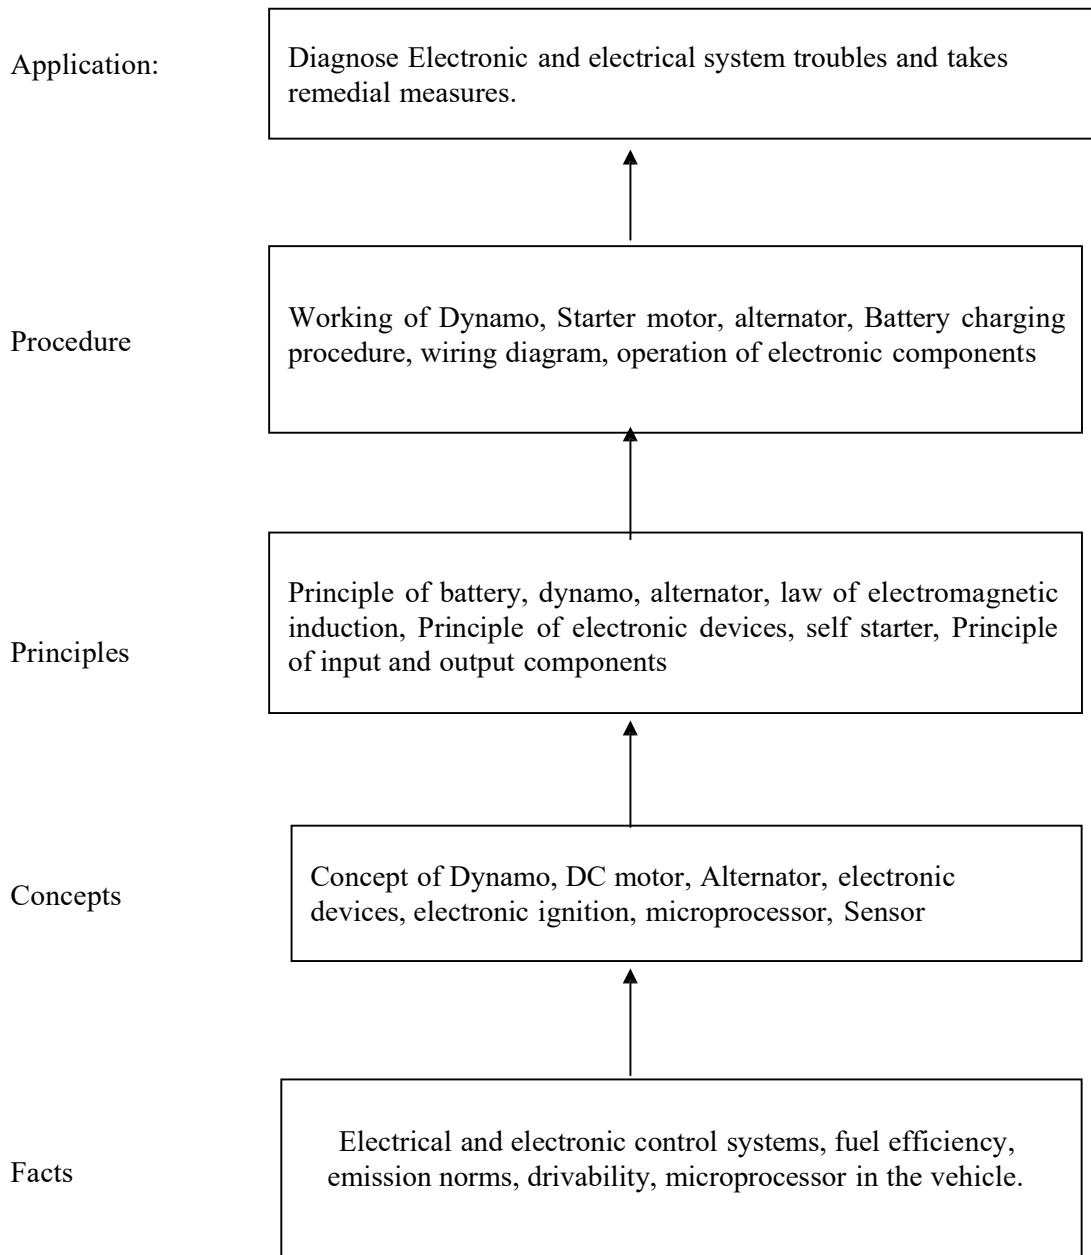 Application:
Diagnose Electronic and electrical system troubles and takes
remedial measures.
Procedure
Working of Dynamo, Starter motor, alternator, Battery charging
procedure, wiring diagram, operation of electronic components
Principles
Principle of battery, dynamo, alternator, law of electromagnetic
induction, Principle of electronic devices, self starter, Principle
of input and output components
Concepts
Concept of Dynamo, DC motor, Alternator, electronic
devices, electronic ignition, microprocessor, Sensor
Facts
Electrical and electronic control systems, fuel efficiency,
emission norms, drivability, microprocessor in the vehicle.